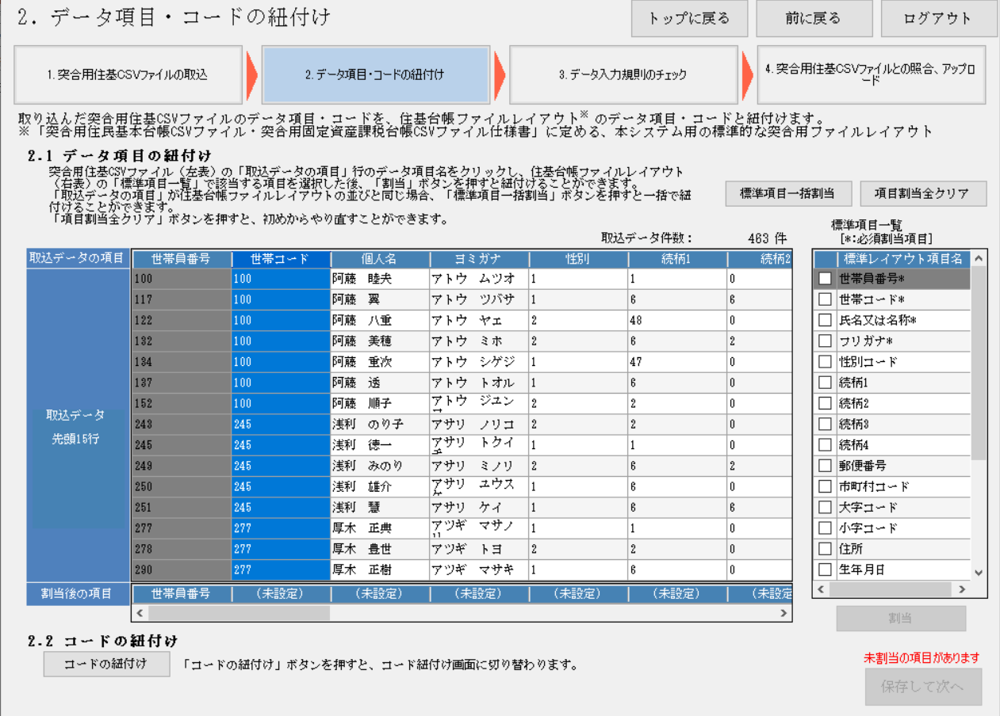 2. データ項目・コードの紐付け
トップに戻る 前に戻る ログアウト
1.突合用住基CSVファイルの取込 2.データ項目・コードの紐付け 3.データ入力規則のチェック 4.突合用住基CSVファイルとの照合、アップロ
ード
取り込んだ突合用住基CSVファイルのデータ項目・コードを、住基台帳ファイルレイアウト※ のデータ項目・コードと紐付けます。
※「突合用住民基本台帳CSVファイル・突合用固定資産課税台帳CSVファイル仕様書」に定める、本システム用の標準的な突合用ファイルレイアウト
2.1 データ項目の紐付け
突合用住基CSVファイル（左表）の「取込データの項目」行のデータ項目名をクリックし、住基台帳ファイルレイアウト
（右表）の「標準項目一覧」で該当する項目を選択した後、「割当」ボタンを押すと紐付けることができます。
「取込データの項目」が住基台帳ファイルレイアウトの並びと同じ場合、「標準項目一括割当」ボタンを押すと一括で紐
付けることができます。
「項目割当全クリア」ボタンを押すと、初めからやり直すことができます。
標準項目一括割当 項目割当全クリア
取込データ件数： 463 件
標準項目一覧
[*:必須割当項目]
取込データの項目 世帯員番号 世帯コード 個人名 ヨミガナ 性別 続柄1 続柄2
100 100 阿藤 睦夫 アトウ ムツオ 1 1 0
117 100 阿藤 翼 アトウ ツバサ 1 6 6
122 100 阿藤 八重 アトウ ヤエ 2 48 0
132 100 阿藤 美穂 アトウ ミホ 2 6 2
134 100 阿藤 重次 アトウ シゲジ 1 47 0
137 100 阿藤 透 アトウ トオル 1 6 0
152 100 阿藤 順子 アトウ ジュン 2 2 0
243 245 浅利 のり子 アサリ ノリコ 2 2 0
245 245 浅利 徳一 アサリ トクイ 1 1 0
249 245 浅利 みのり アサリ ミノリ 2 6 2
250 245 浅利 雄介 アサリ ユウス 1 6 0
251 245 浅利 慧 アサリ ケイ 1 6 6
277 277 厚木 正典 アツギ マサノ 1 1 0
278 277 厚木 豊世 アツギ トヨ 2 2 0
290 277 厚木 正樹 アツギ マサキ 1 6 0
取込データ
先頭15行
割当後の項目 世帯員番号 (未設定) (未設定) (未設定) (未設定) (未設定) (未設定
標準レイアウト項目名
世帯員番号*
世帯コード*
氏名又は名称*
フリガナ*
性別コード
続柄1
続柄2
続柄3
続柄4
郵便番号
市町村コード
大字コード
小字コード
住所
生年月日
割当
2.2 コードの紐付け
コードの紐付け 「コードの紐付け」ボタンを押すと、コード紐付け画面に切り替わります。
未割当の項目があります
保存して次へ